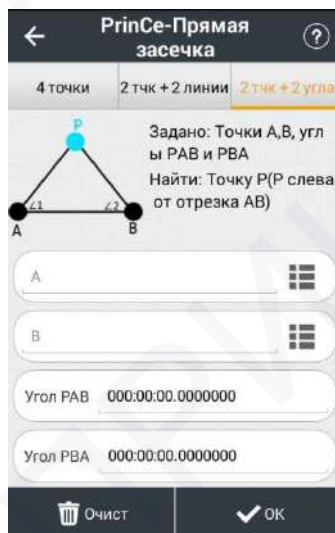 PrinCe-Прямая
засечка
?
4 точки
2 тчк + 2 линии
2 тчк + 2 угла
P
∠1
∠2
A
B
Задано: Точки A,B, угл
ы PAB и PBA
Найти: Точку P(P слева
от отрезка AB)
A
B
Угол PAB 000:00:00.0000000
Угол PBA 000:00:00.0000000
Очист
OK